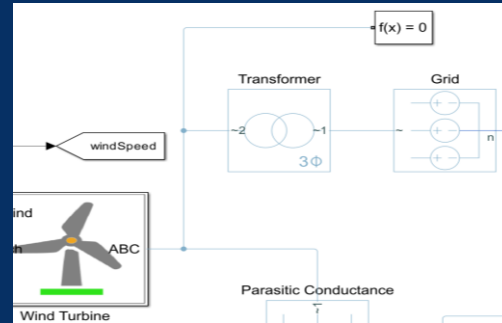 f(x) = 0
Transformer
Grid
~2
~1
3Φ
~
n
windSpeed
ind
h
ABC
Wind Turbine
Parasitic Conductance